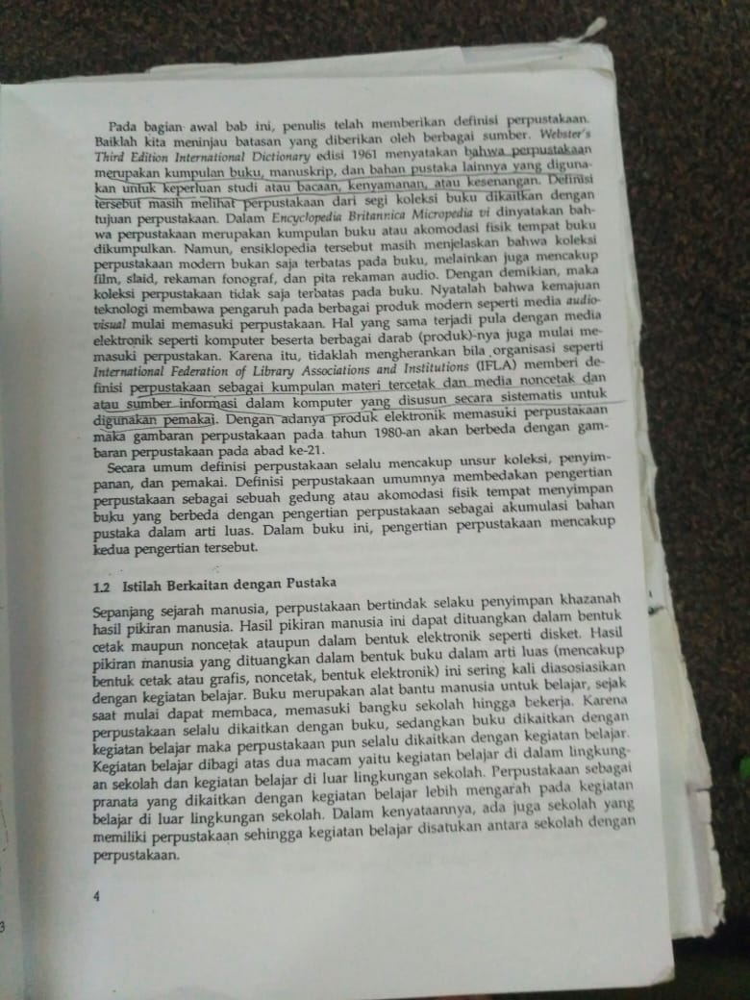 Pada bagian awal bab ini, penulis telah memberikan definisi perpustakaan.
Baiklah kita meninjau batasan yang diberikan oleh berbagai sumber. Webster's
Third Edition International Dictionary edisi 1961 menyatakan bahwa perpustakaan
merupakan kumpulan buku, manuskrip, dan bahan pustaka lainnya yang diguna-
kan untuk keperluan studi atau bacaan, kenyamanan, atau kesenangan. Definisi
tersebut masih melihat perpustakaan dari segi koleksi buku dikaitkan dengan
tujuan perpustakaan. Dalam Encyclopedia Britannica Micropedia vi dinyatakan bah-
wa perpustakaan merupakan kumpulan buku atau akomodasi fisik tempat buku
dikumpulkan. Namun, ensiklopedia tersebut masih menjelaskan bahwa koleksi
perpustakaan modern bukan saja terbatas pada buku, melainkan juga mencakup
film, slaid, rekaman fonograf, dan pita rekaman audio. Dengan demikian, maka
koleksi perpustakaan tidak saja terbatas pada buku. Nyatalah bahwa kemajuan
teknologi membawa pengaruh pada berbagai produk modern seperti media audio-
visual mulai memasuki perpustakaan. Hal yang sama terjadi pula dengan media
elektronik seperti komputer beserta berbagai darab (produk)-nya juga mulai me-
masuki perpustakan. Karena itu, tidaklah mengherankan bila organisasi seperti
International Federation of Library Associations and Institutions (IFLA) memberi de-
finisi perpustakaan sebagai kumpulan materi tercetak dan media noncetak dan
atau sumber informasi dalam komputer yang disusun secara sistematis untuk
digunakan pemakai. Dengan adanya produk elektronik memasuki perpustakaan
maka gambaran perpustakaan pada tahun 1980-an akan berbeda dengan gam-
baran perpustakaan pada abad ke-21.
Secara umum definisi perpustakaan selalu mencakup unsur koleksi, penyim-
panan, dan pemakai. Definisi perpustakaan umumnya membedakan pengertian
perpustakaan sebagai sebuah gedung atau akomodasi fisik tempat menyimpan
buku yang berbeda dengan pengertian perpustakaan sebagai akumulasi bahan
pustaka dalam arti luas. Dalam buku ini, pengertian perpustakaan mencakup
kedua pengertian tersebut.
1.2 Istilah Berkaitan dengan Pustaka
Sepanjang sejarah manusia, perpustakaan bertindak selaku penyimpan khazanah
hasil pikiran manusia. Hasil pikiran manusia ini dapat dituangkan dalam bentuk
cetak maupun noncetak ataupun dalam bentuk elektronik seperti disket. Hasil
pikiran manusia yang dituangkan dalam bentuk buku dalam arti luas (mencakup
bentuk cetak atau grafis, noncetak, bentuk elektronik) ini sering kali diasosiasikan
dengan kegiatan belajar. Buku merupakan alat bantu manusia untuk belajar, sejak
saat mulai dapat membaca, memasuki bangku sekolah hingga bekerja. Karena
perpustakaan selalu dikaitkan dengan buku, sedangkan buku dikaitkan dengan
kegiatan belajar maka perpustakaan pun selalu dikaitkan dengan kegiatan belajar.
Kegiatan belajar dibagi atas dua macam yaitu kegiatan belajar di dalam lingkung-
an sekolah dan kegiatan belajar di luar lingkungan sekolah. Perpustakaan sebagai
pranata yang dikaitkan dengan kegiatan belajar lebih mengarah pada kegiatan
belajar di luar lingkungan sekolah. Dalam kenyataannya, ada juga sekolah yang
memiliki perpustakaan sehingga kegiatan belajar disatukan antara sekolah dengan
perpustakaan.
4
3